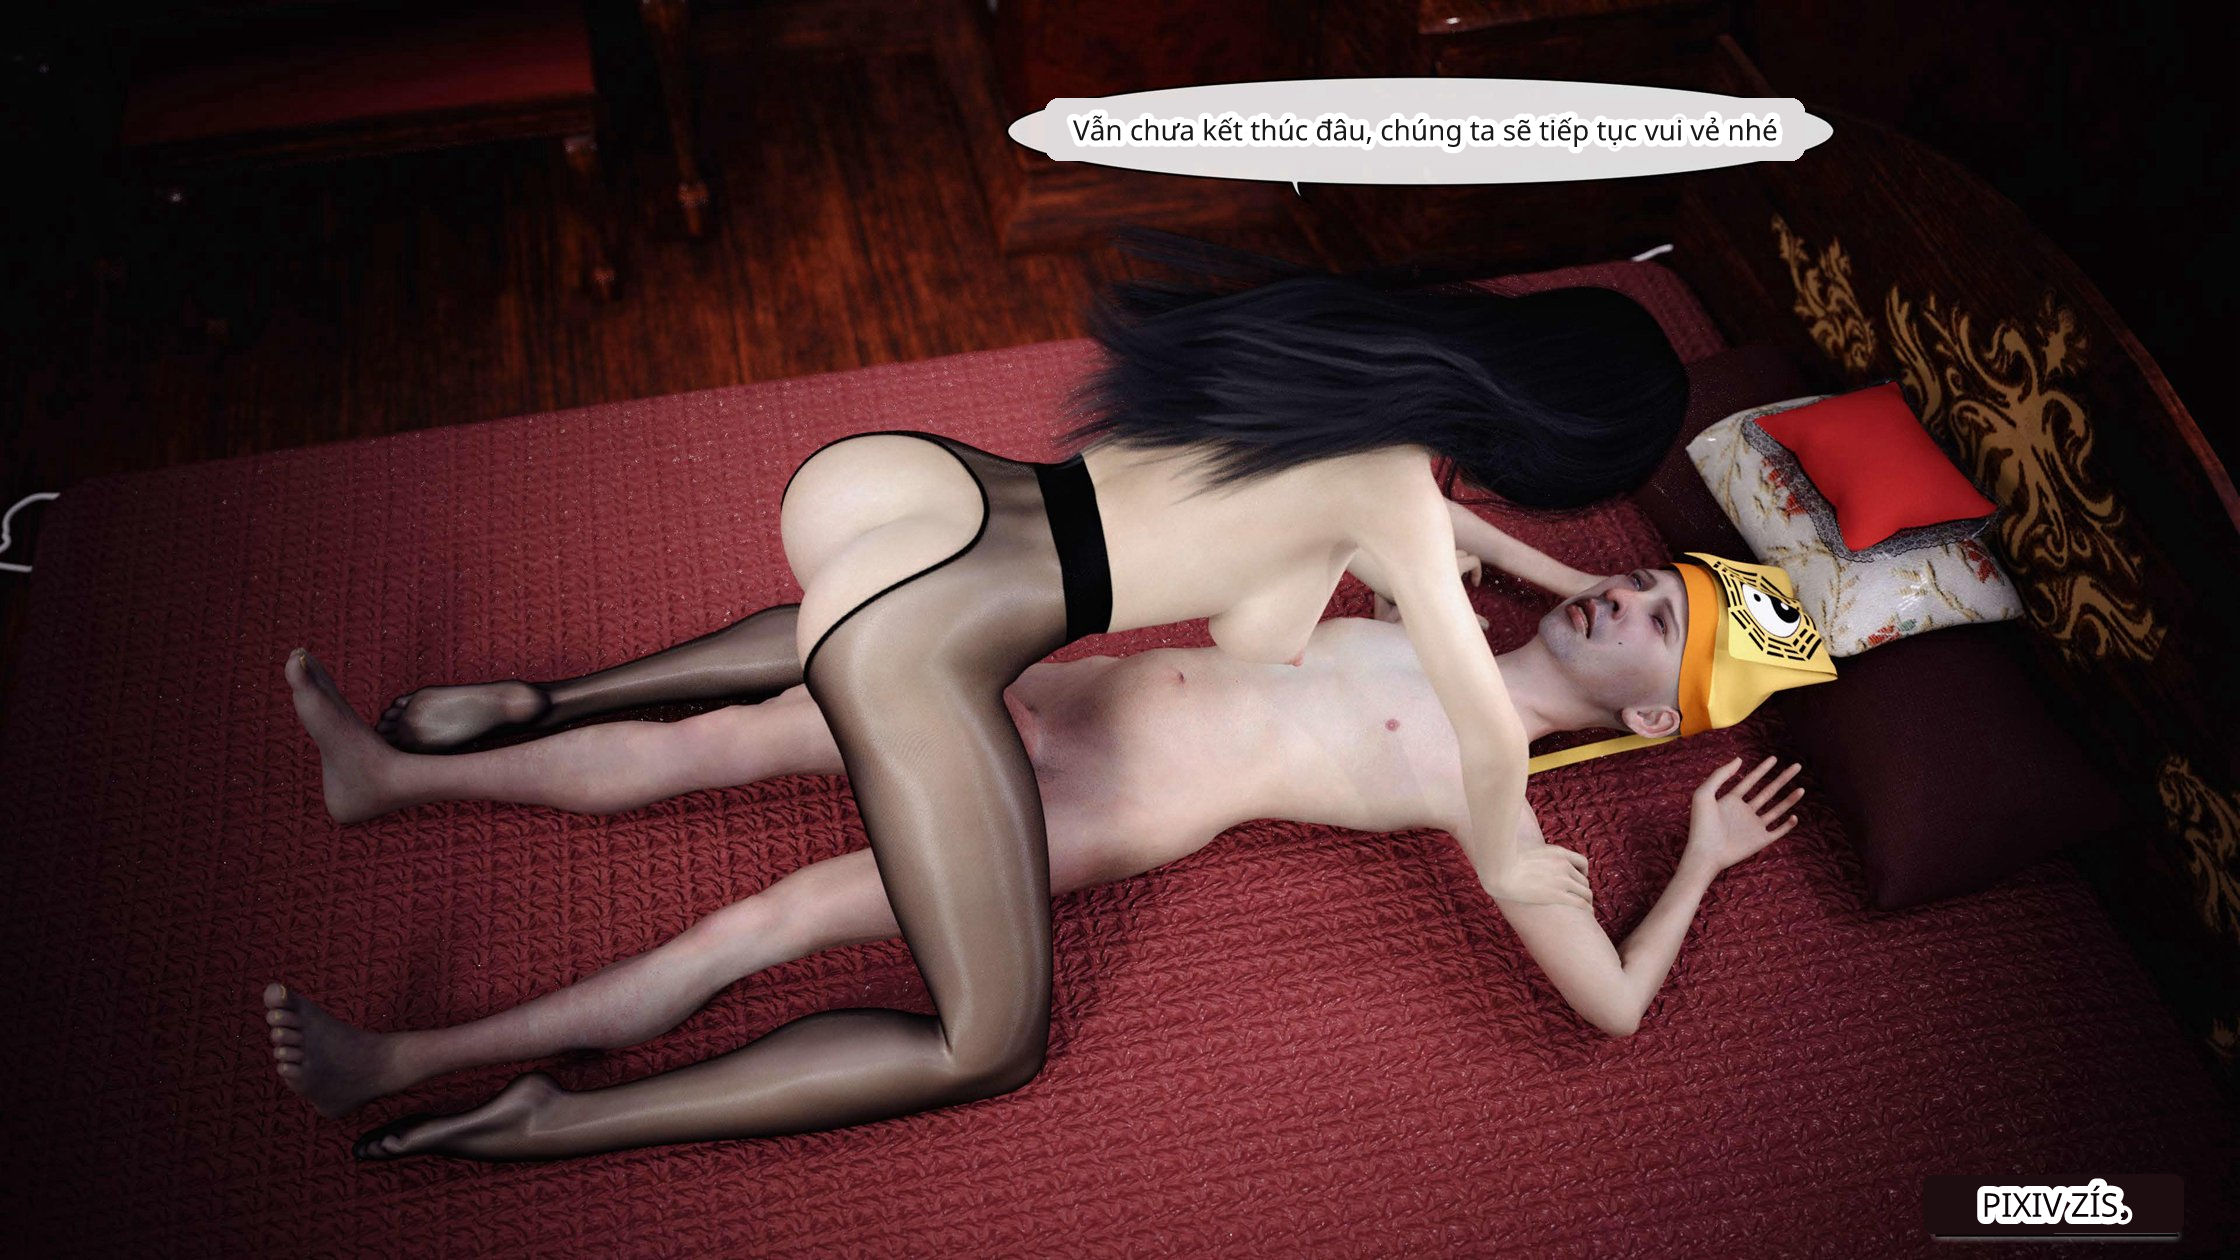 Vẫn chưa kết thúc đâu, chúng ta sẽ tiếp tục vui vẻ nhé
PIXIV ZÍS,